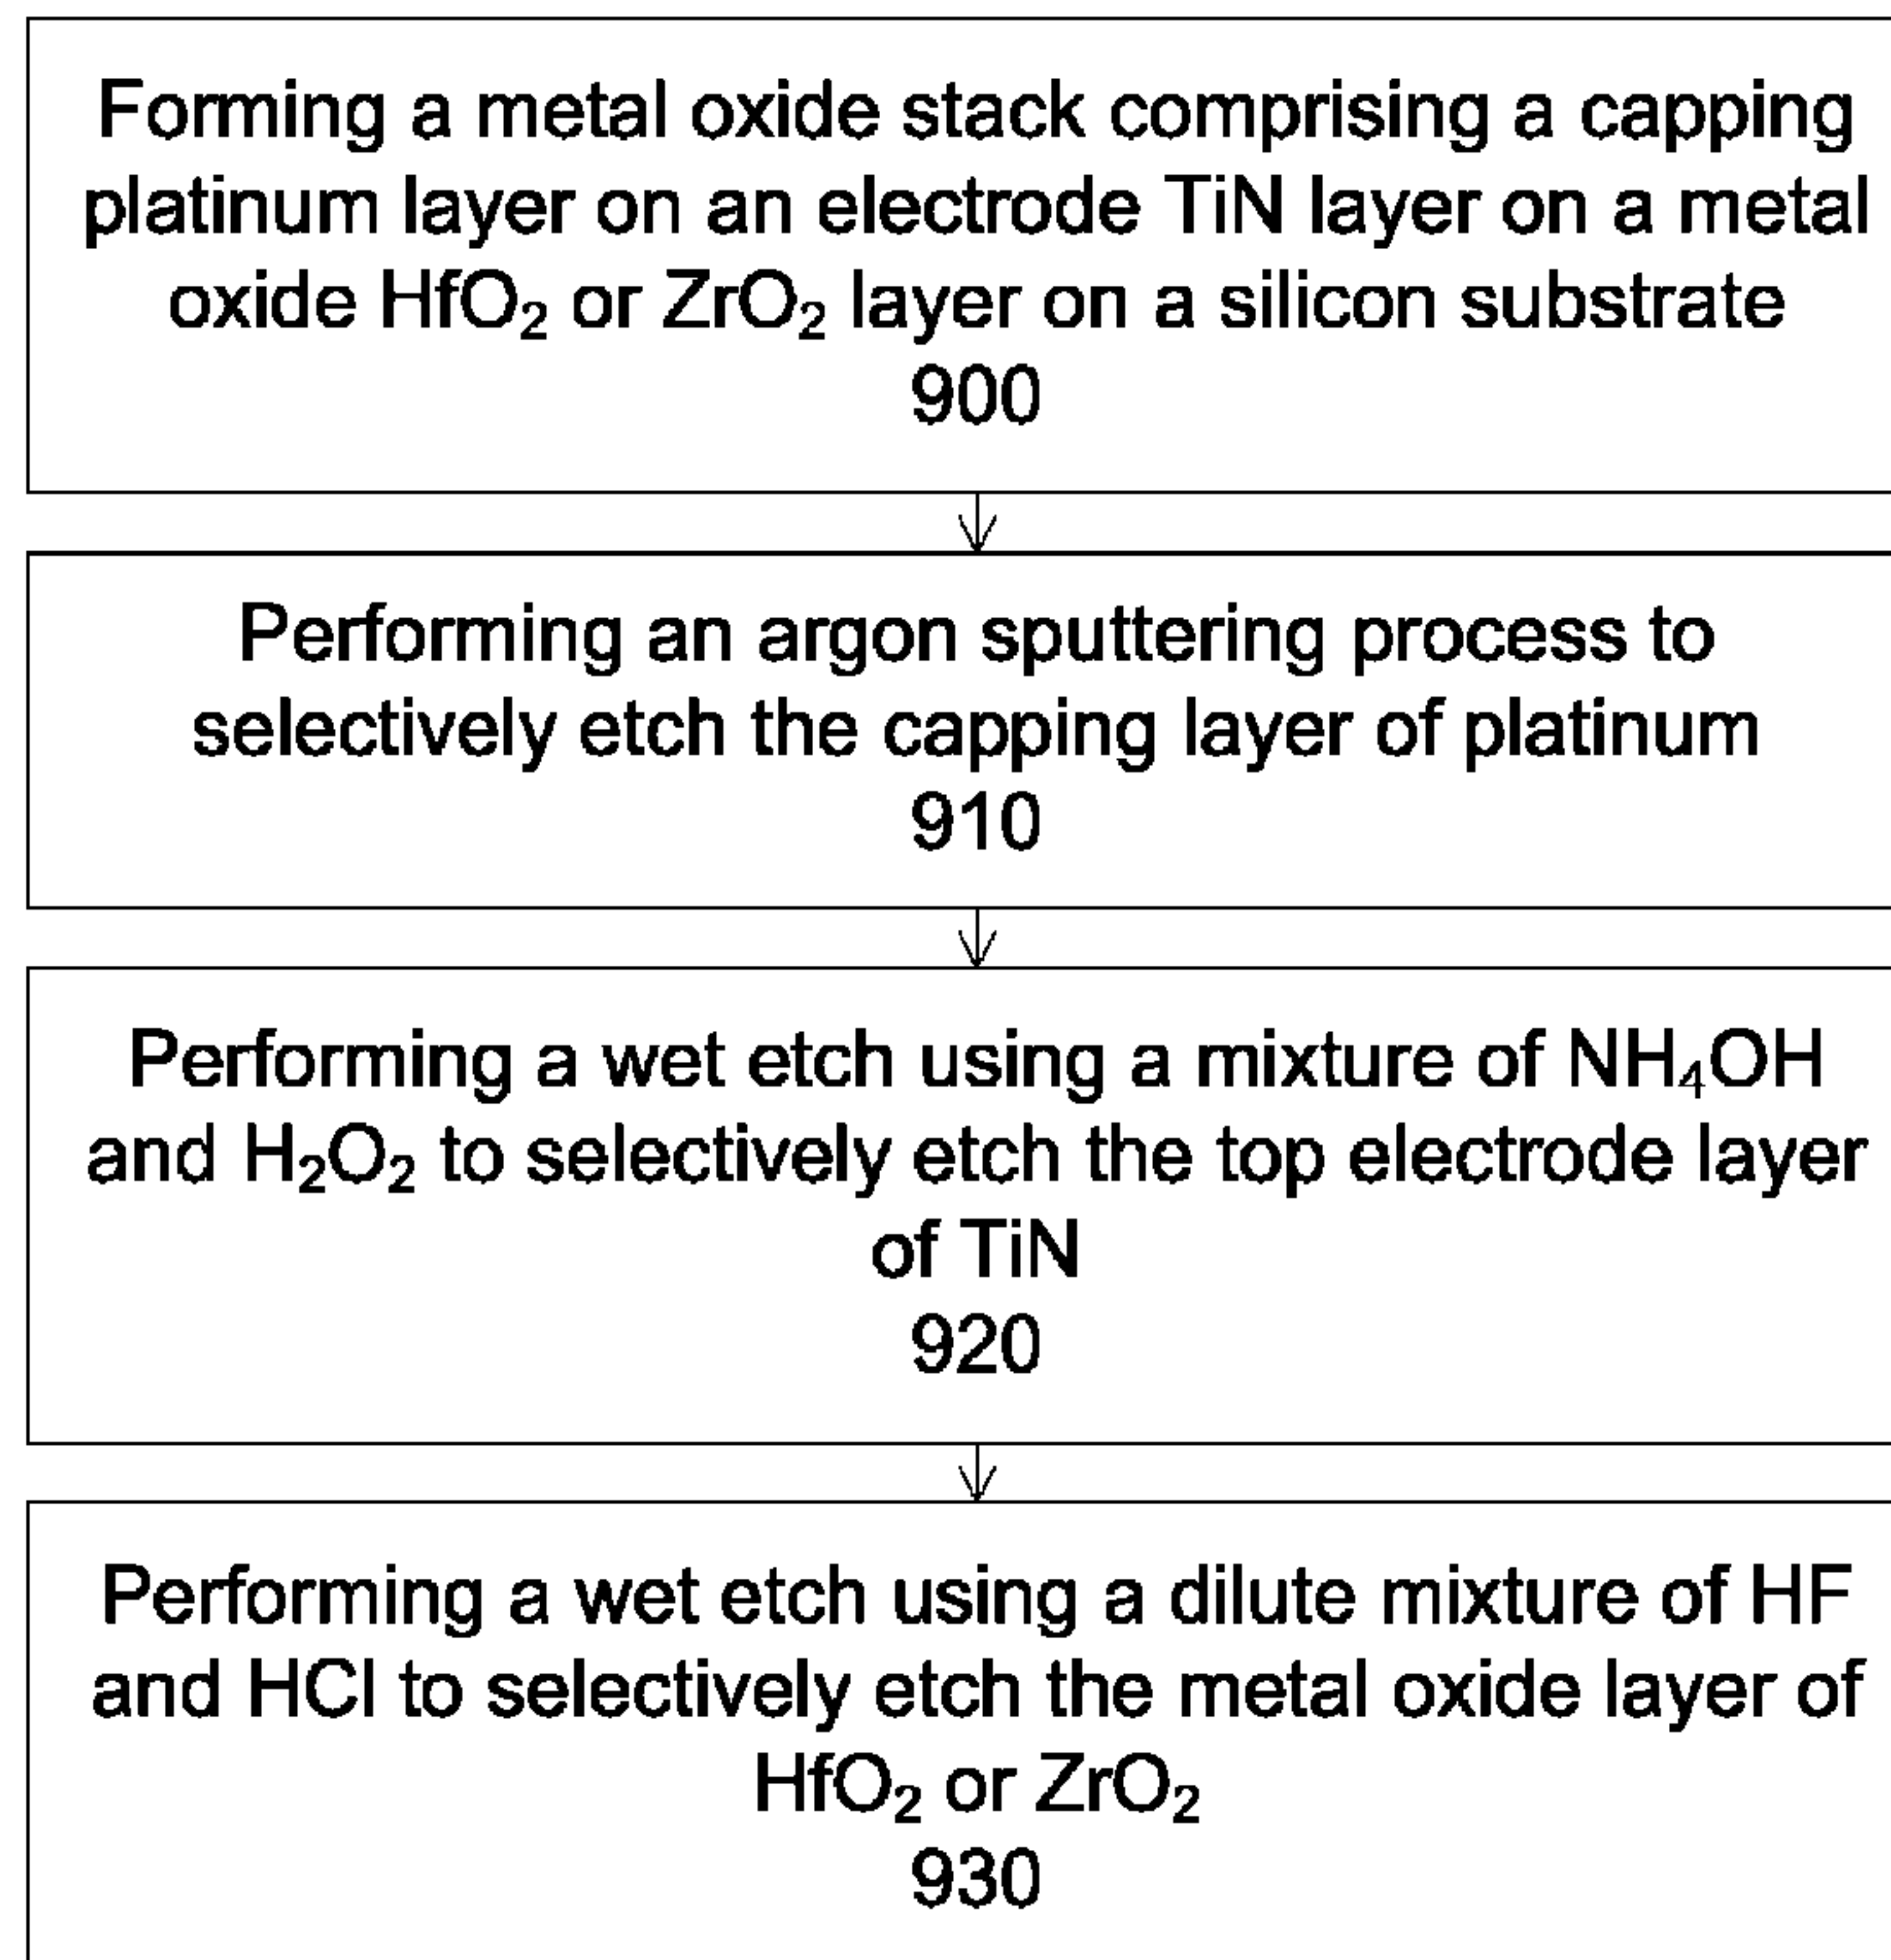 Forming a metal oxide stack comprising a capping
platinum layer on an electrode TiN layer on a metal
oxide HfO₂ or ZrO₂ layer on a silicon substrate
900
Performing an argon sputtering process to
selectively etch the capping layer of platinum
910
Performing a wet etch using a mixture of NH₄OH
and H₂O₂ to selectively etch the top electrode layer
of TiN
920
Performing a wet etch using a dilute mixture of HF
and HCl to selectively etch the metal oxide layer of
HfO₂ or ZrO₂
930